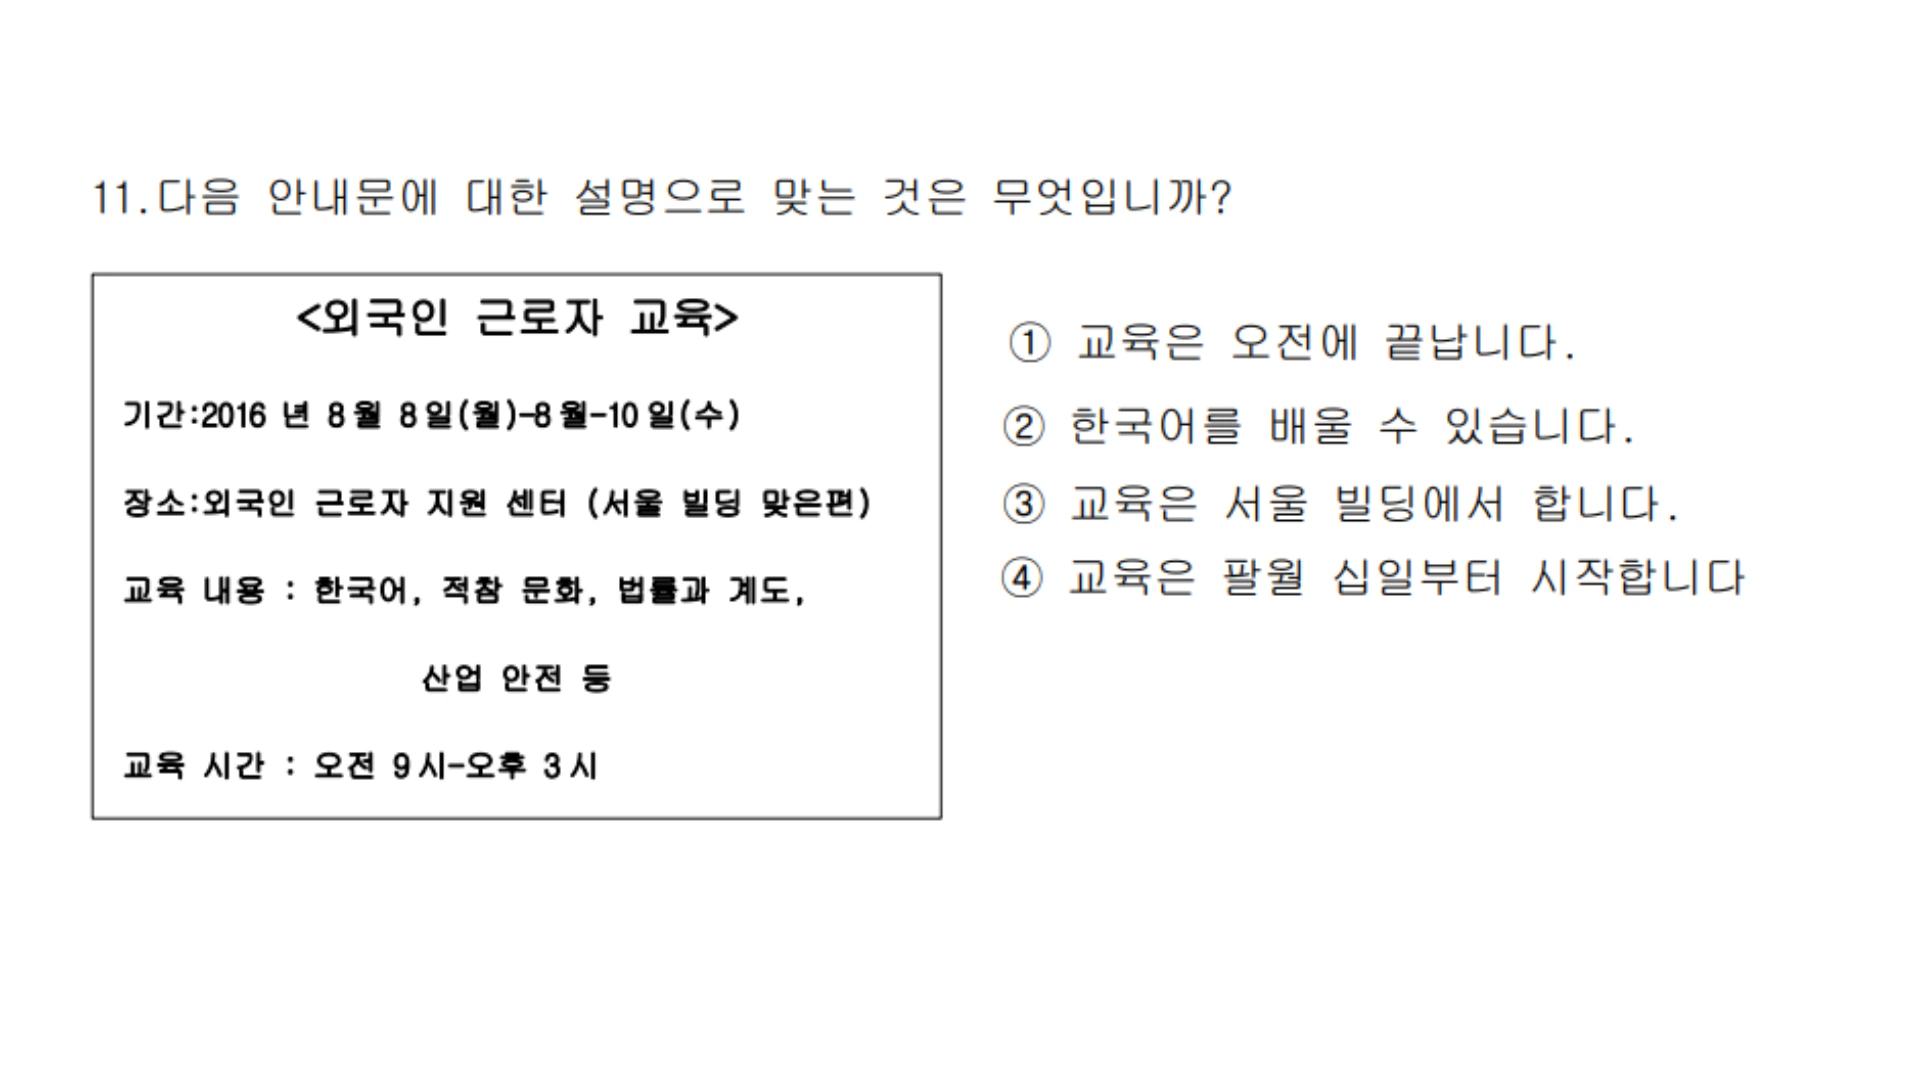 11.다음 안내문에 대한 설명으로 맞는 것은 무엇입니까?
<외국인 근로자 교육>
기간:2016 년 8월 8일(월)-8월-10일(수)
장소:외국인 근로자 지원 센터 (서울 빌딩 맞은편)
교육 내용 : 한국어, 적참 문화, 법률과 계도,
산업 안전 등
교육 시간 : 오전 9시-오후 3시
① 교육은 오전에 끝납니다.
② 한국어를 배울 수 있습니다.
③ 교육은 서울 빌딩에서 합니다.
④ 교육은 팔월 십일부터 시작합니다